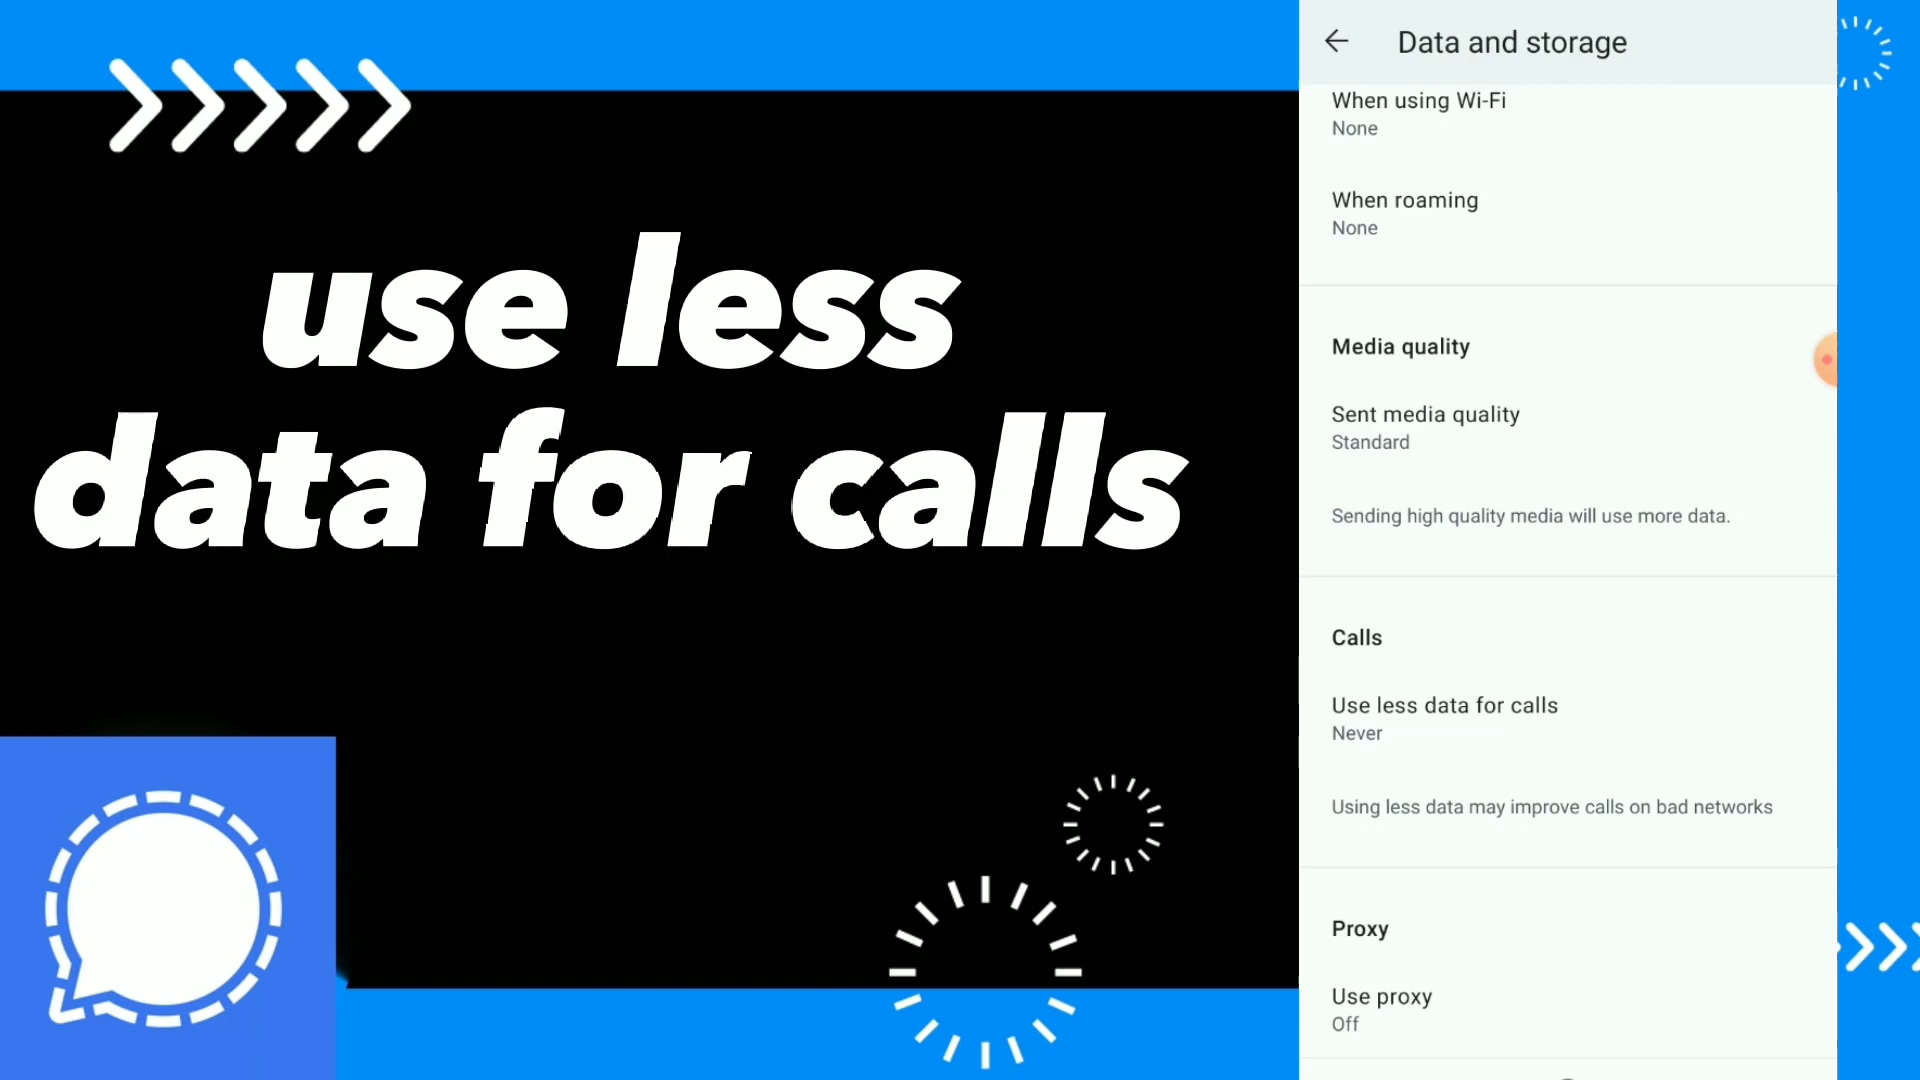 use less
data for calls
Data and storage
When using Wi-Fi
None
When roaming
None
Media quality
Sent media quality
Standard
Sending high quality media will use more data.
Calls
Use less data for calls
Never
Using less data may improve calls on bad networks
Proxy
Use proxy
Off